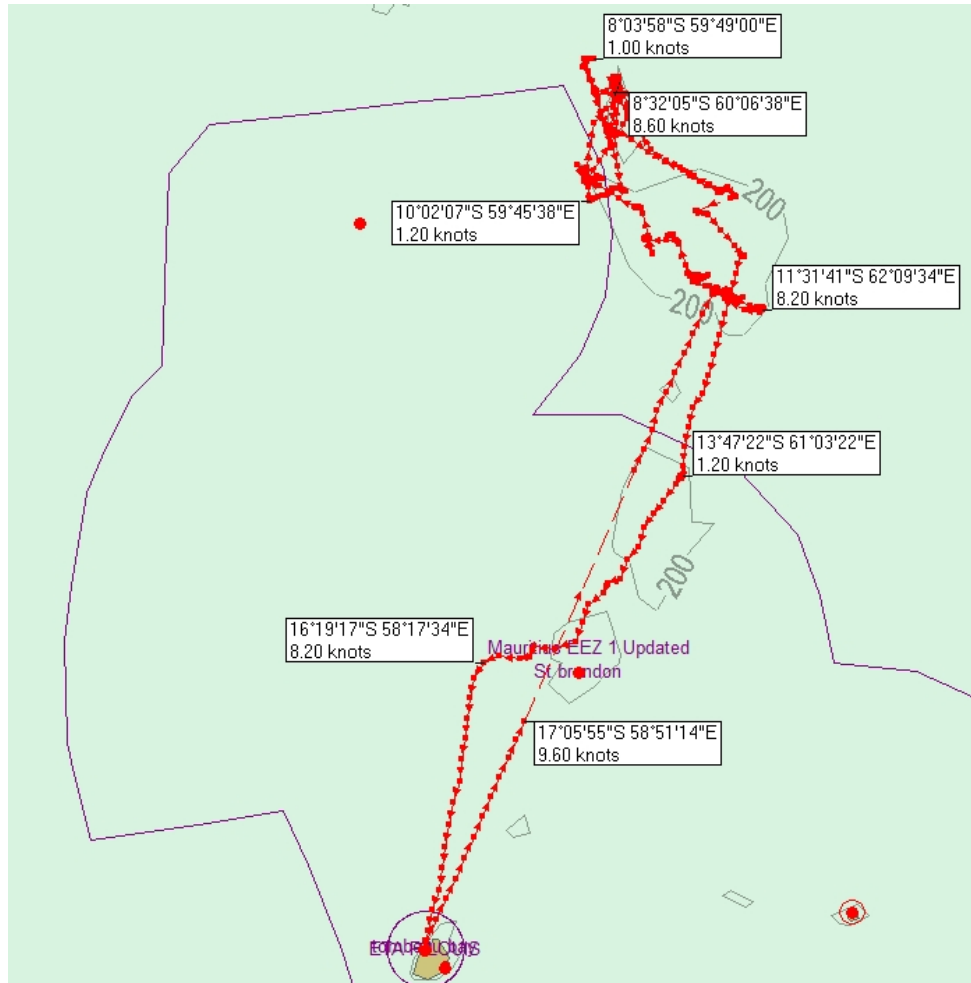 8°03'58"S 59°49'00"E
1.00 knots
8°32'05"S 60°06'38"E
8.60 knots
200
10°02'07"S 59°45'38"E
1.20 knots
11°31'41"S 62°09'34"E
8.20 knots
200
13°47'22"S 61°03'22"E
1.20 knots
200
16°19'17"S 58°17'34"E
8.20 knots
Mauritius EEZ 1 Updated
St brandon
17°05'55"S 58°51'14"E
9.60 knots